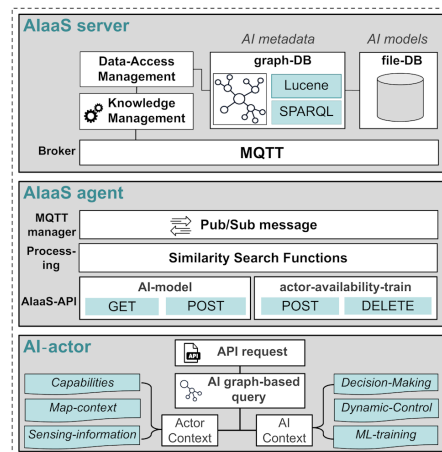 AIaaS server
AI metadata
AI models
Data-Access
Management
graph-DB
file-DB
Lucene
SPARQL
Knowledge
Management
Broker
MQTT
AIaaS agent
MQTT
manager
Pub/Sub message
Process-
ing
Similarity Search Functions
AIaaS-API
AI-model
GET
POST
actor-availability-train
POST
DELETE
AI-actor
API
API request
AI graph-based
query
Capabilities
Map-context
Sensing-information
Actor
Context
AI
Context
Decision-Making
Dynamic-Control
ML-training